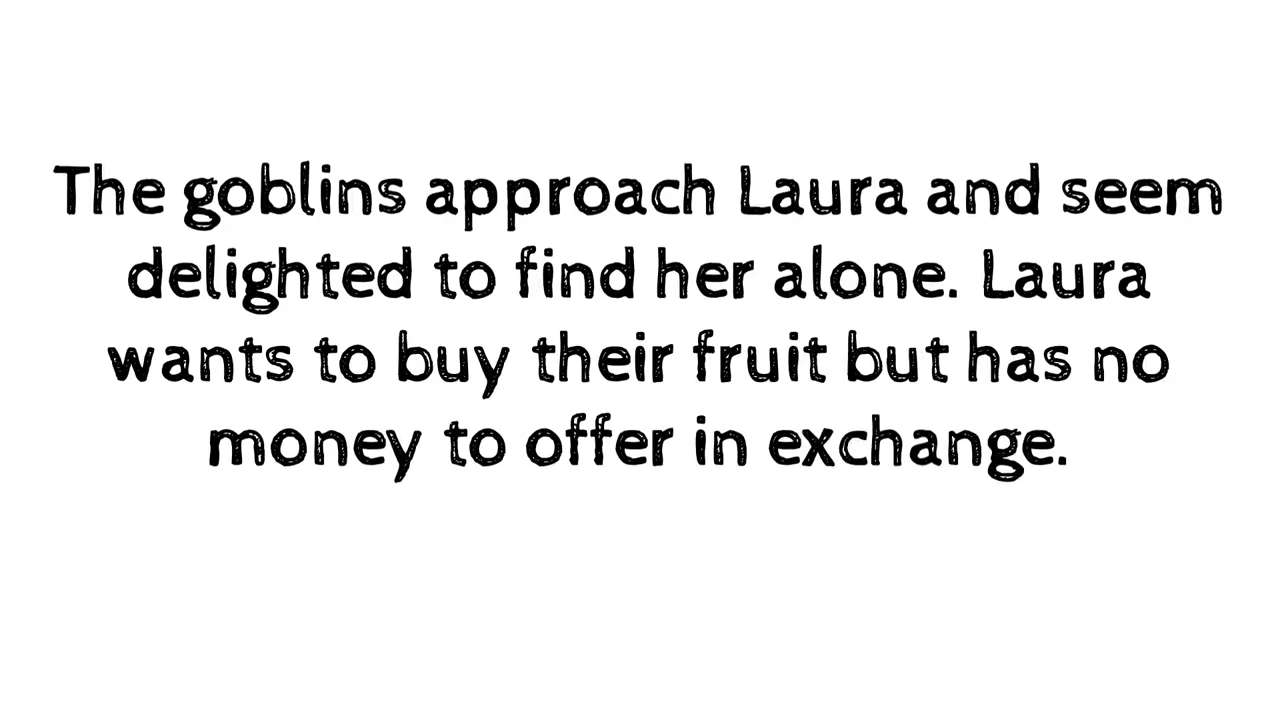 The goblins approach Laura and seem
delighted to find her alone. Laura
wants to buy their fruit but has no
money to offer in exchange.